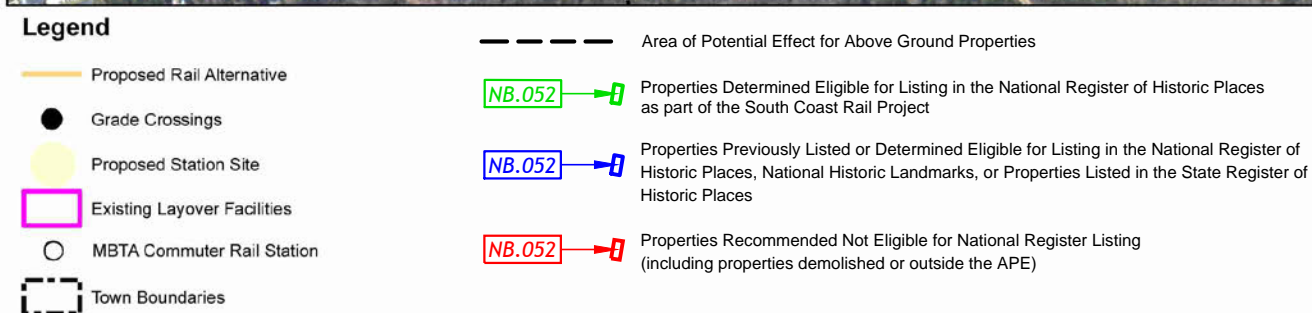 Legend
Proposed Rail Alternative
Grade Crossings
Proposed Station Site
Existing Layover Facilities
MBTA Commuter Rail Station
Town Boundaries
Area of Potential Effect for Above Ground Properties
NB.052
Properties Determined Eligible for Listing in the National Register of Historic Places
as part of the South Coast Rail Project
NB.052
Properties Previously Listed or Determined Eligible for Listing in the National Register of
Historic Places, National Historic Landmarks, or Properties Listed in the State Register of
Historic Places
NB.052
Properties Recommended Not Eligible for National Register Listing
(including properties demolished or outside the APE)